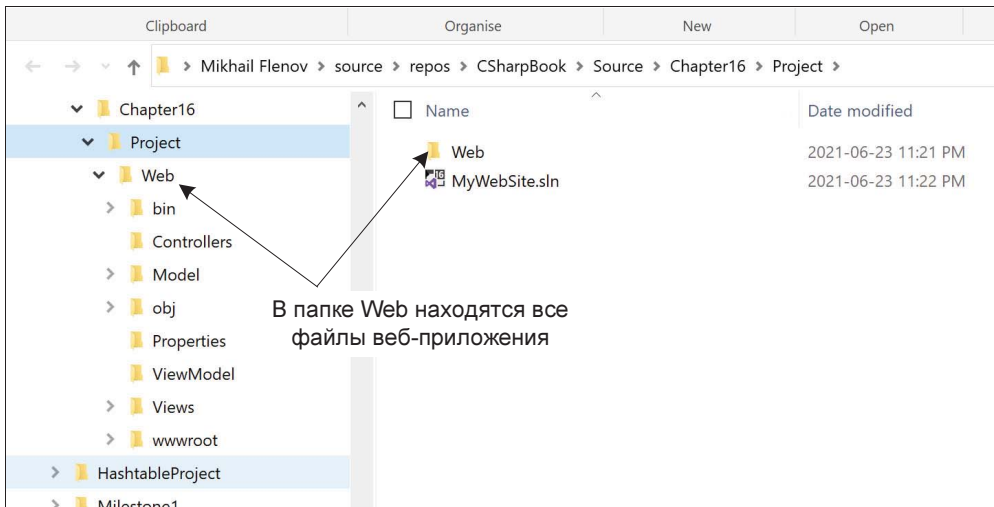 Clipboard Organise New Open
Mikhail Flenov > source > repos > CSharpBook > Source > Chapter16 > Project >
Chapter16
Project
Web
bin
Controllers
Model
obj
Properties
ViewModel
Views
wwwroot
HashtableProject
Milestone1
Name Date modified
Web 2021-06-23 11:21 PM
MyWebSite.sln 2021-06-23 11:22 PM
В папке Web находятся все
файлы веб-приложения